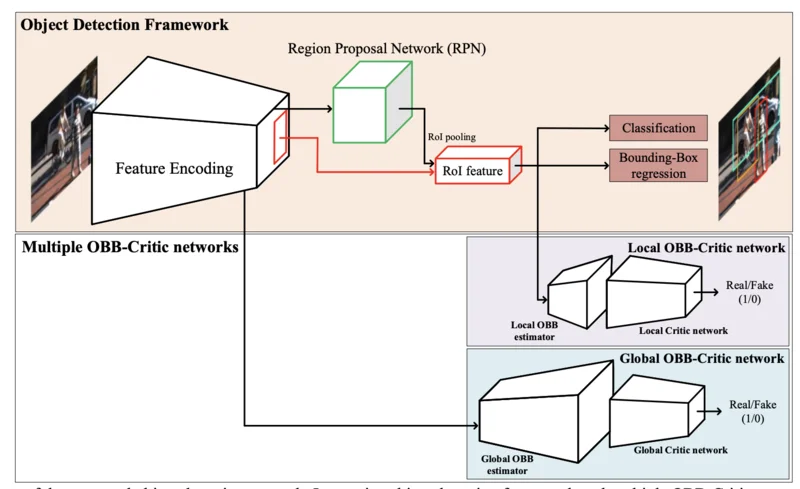 Object Detection Framework
Region Proposal Network (RPN)
Feature Encoding
RoI pooling
RoI feature
Classification
Bounding-Box
regression
Multiple OBB-Critic networks
Local OBB-Critic network
Real/Fake
(1/0)
Local OBB
estimator
Local Critic network
Global OBB-Critic network
Real/Fake
(1/0)
Global OBB
estimator
Global Critic network